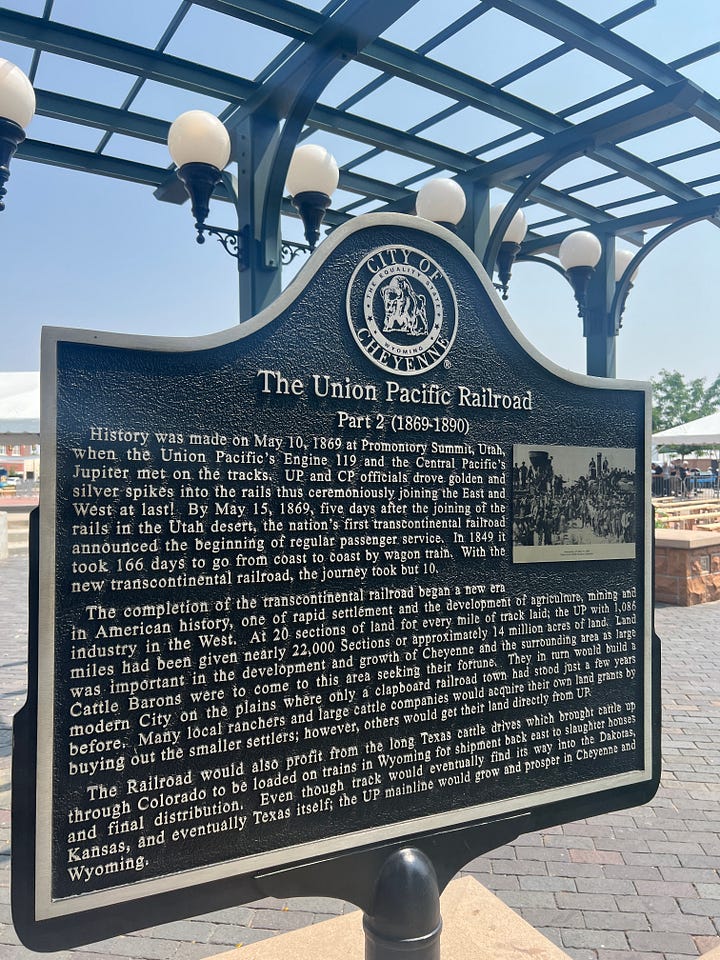 CITY OF
THE EQUALITY STATE
WYOMING
CHEYENNE
®
The Union Pacific Railroad
Part 2 (1869-1890)
History was made on May 10, 1869 at Promontory Summit, Utah,
when the Union Pacific's Engine 119 and the Central Pacific's
Jupiter met on the tracks. UP and CP officials drove golden and
silver spikes into the rails thus ceremoniously joining the East and
West at last! By May 15, 1869, five days after the joining of the
rails in the Utah desert, the nation's first transcontinental railroad
announced the beginning of regular passenger service. In 1849 it
took 166 days to go from coast to coast by wagon train. With the
new transcontinental railroad, the journey took but 10.
The completion of the transcontinental railroad began a new era
in American history, one of rapid settlement and the development of agriculture, mining and
industry in the West. At 20 sections of land for every mile of track laid; the UP with 1,086
miles had been given nearly 22,000 Sections or approximately 14 million acres of land. Land
was important in the development and growth of Cheyenne and the surrounding area as large
Cattle Barons were to come to this area seeking their fortune. They in turn would build a
modern City on the plains where only a clapboard railroad town had stood just a few years
before. Many local ranchers and large cattle companies would acquire their own land grants by
buying out the smaller settlers; however, others would get their land directly from UP.
The Railroad would also profit from the long Texas cattle drives which brought cattle up
through Colorado to be loaded on trains in Wyoming for shipment back east to slaughter houses
and final distribution. Even though track would eventually find its way into the Dakotas,
Kansas, and eventually Texas itself; the UP mainline would grow and prosper in Cheyenne and
Wyoming.